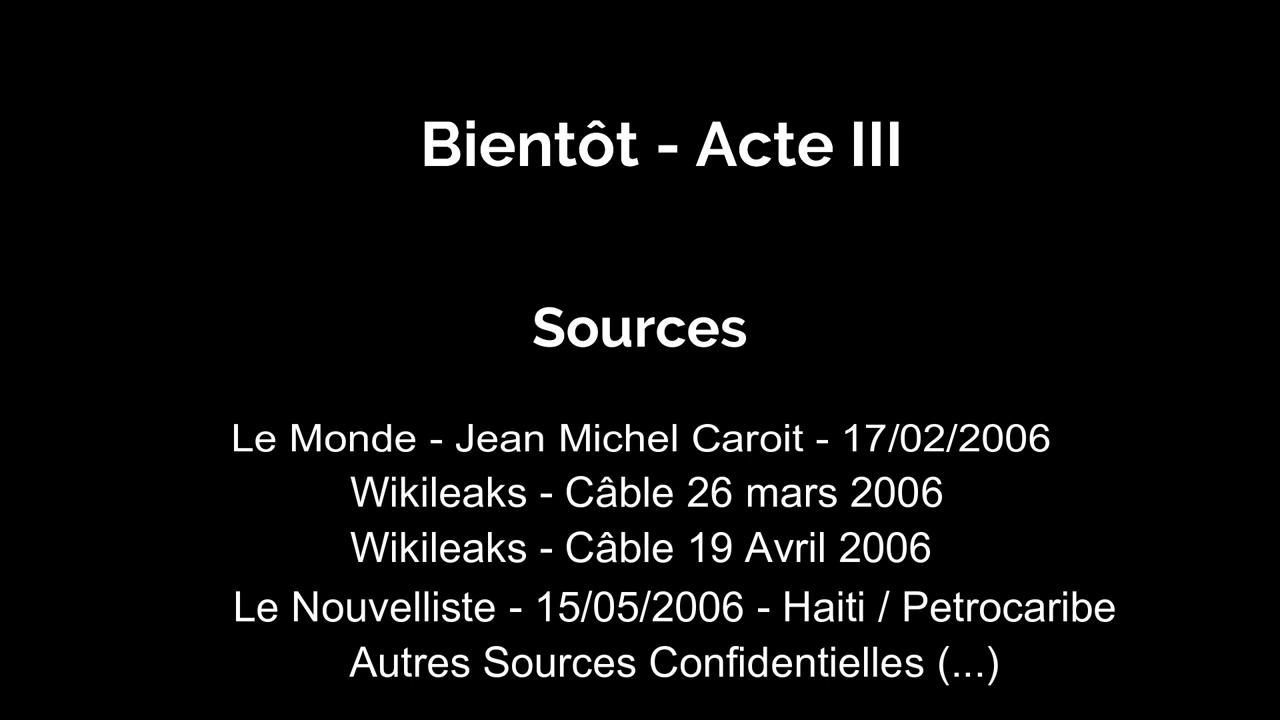 Bientôt - Acte III
Sources
Le Monde - Jean Michel Caroit - 17/02/2006
Wikileaks - Câble 26 mars 2006
Wikileaks - Câble 19 Avril 2006
Le Nouvelliste - 15/05/2006 - Haiti / Petrocaribe
Autres Sources Confidentielles (...)